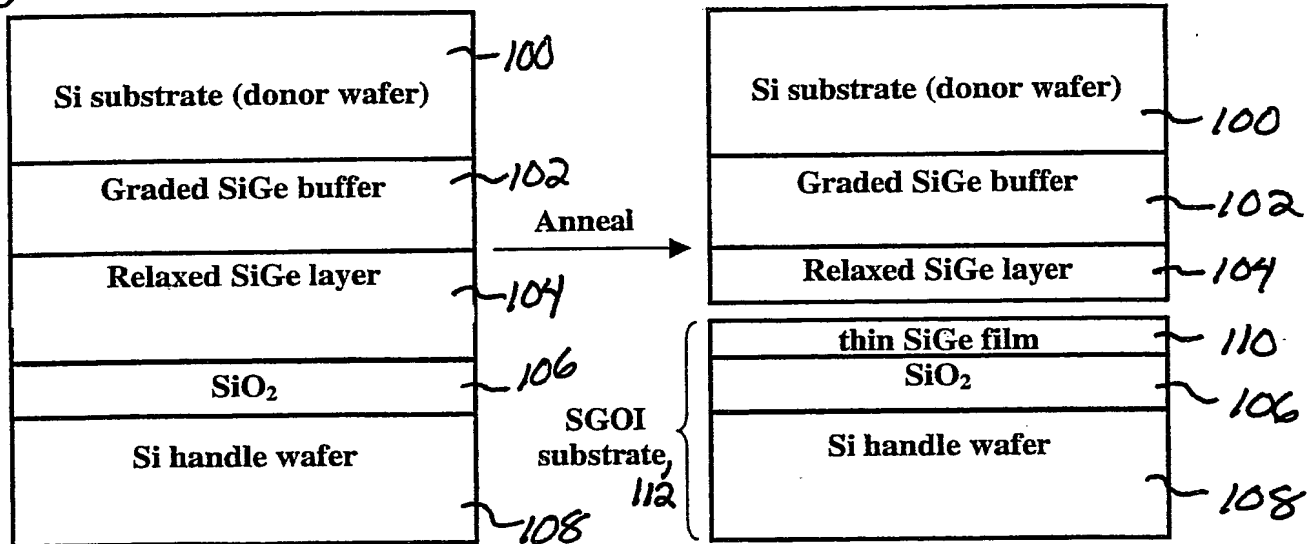 Si substrate (donor wafer)
100
Graded SiGe buffer
102
Relaxed SiGe layer
104
SiO₂
106
Si handle wafer
108
Anneal
Si substrate (donor wafer)
100
Graded SiGe buffer
102
Relaxed SiGe layer
104
thin SiGe film
110
SiO₂
106
Si handle wafer
108
SGOI
substrate,
112